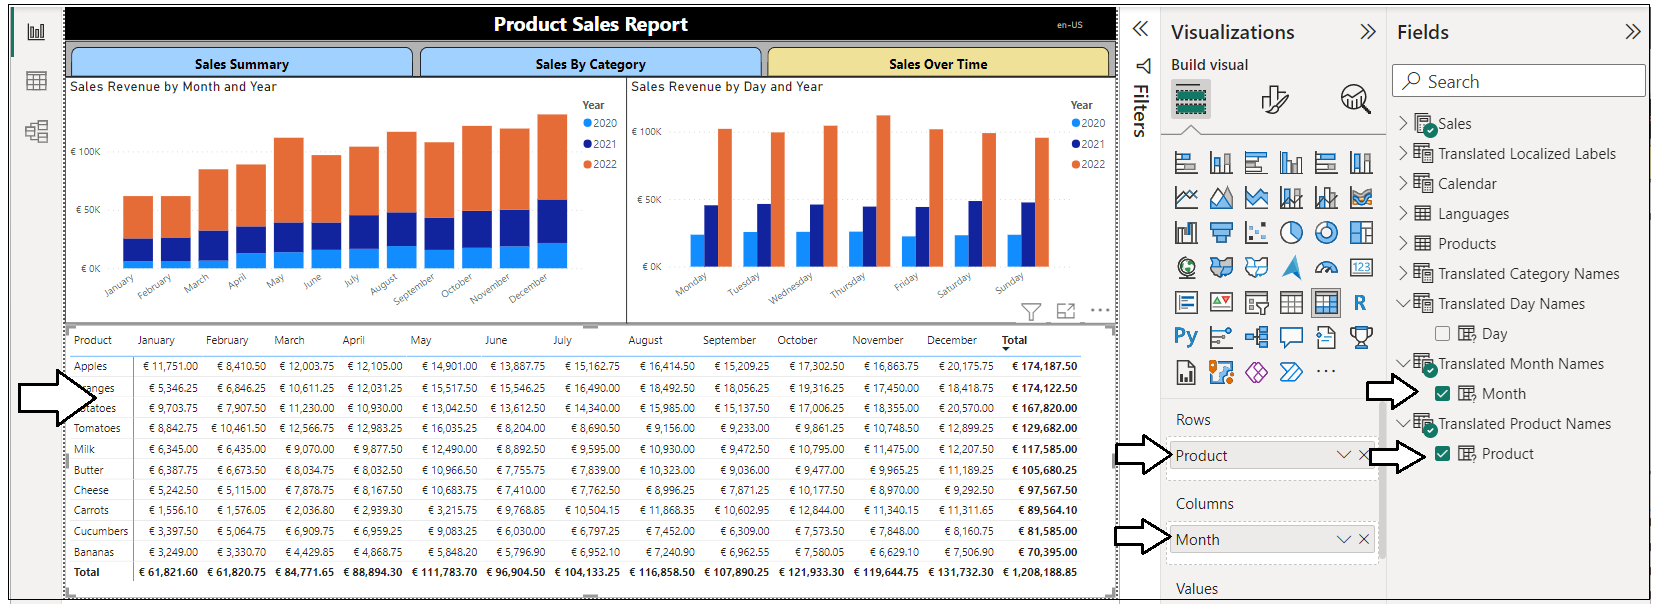 Product Sales Report
en-US
Sales Summary
Sales By Category
Sales Over Time
Sales Revenue by Month and Year
Year
2020
2021
2022
€ 100K
€ 50K
€ 0K
January
February
March
April
May
June
July
August
September
October
November
December
Sales Revenue by Day and Year
Year
2020
2021
2022
€ 100K
€ 50K
€ 0K
Monday
Tuesday
Wednesday
Thursday
Friday
Saturday
Sunday
Product January February March April May June July August September October November December Total
Apples € 11,751.00 € 8,410.50 € 12,003.75 € 12,105.00 € 14,901.00 € 13,887.75 € 15,162.75 € 16,414.50 € 15,209.25 € 17,302.50 € 16,863.75 € 20,175.75 € 174,187.50
€ 5,346.25 € 6,846.25 € 10,611.25 € 12,031.25 € 15,517.50 € 15,546.25 € 16,490.00 € 18,492.50 € 18,056.25 € 19,316.25 € 17,450.00 € 18,418.75 € 174,122.50
€ 9,703.75 € 7,907.50 € 11,230.00 € 10,930.00 € 13,042.50 € 13,612.50 € 14,340.00 € 15,985.00 € 15,137.50 € 17,006.25 € 18,355.00 € 20,570.00 € 167,820.00
Tomatoes € 8,842.75 € 10,461.50 € 12,566.75 € 12,983.25 € 16,035.25 € 8,204.00 € 8,690.50 € 9,156.00 € 9,233.00 € 9,861.25 € 10,748.50 € 12,899.25 € 129,682.00
Milk € 6,345.00 € 6,435.00 € 9,070.00 € 9,877.50 € 12,490.00 € 8,892.50 € 9,595.00 € 10,930.00 € 9,472.50 € 10,795.00 € 11,475.00 € 12,207.50 € 117,585.00
Butter € 6,387.75 € 6,673.50 € 8,034.75 € 8,032.50 € 10,966.50 € 7,755.75 € 7,839.00 € 10,323.00 € 9,036.00 € 9,477.00 € 9,965.25 € 11,189.25 € 105,680.25
Cheese € 5,242.50 € 5,115.00 € 7,878.75 € 8,167.50 € 10,683.75 € 7,410.00 € 7,762.50 € 8,996.25 € 7,871.25 € 10,177.50 € 8,970.00 € 9,292.50 € 97,567.50
Carrots € 1,556.10 € 1,576.05 € 2,036.80 € 2,939.30 € 3,215.75 € 9,768.85 € 10,504.15 € 11,868.35 € 10,602.95 € 12,844.00 € 11,340.15 € 11,311.65 € 89,564.10
Cucumbers € 3,397.50 € 5,064.75 € 6,909.75 € 6,959.25 € 9,083.25 € 6,030.00 € 6,797.25 € 7,452.00 € 6,309.00 € 7,573.50 € 7,848.00 € 8,160.75 € 81,585.00
Bananas € 3,249.00 € 3,330.70 € 4,429.85 € 4,868.75 € 5,848.20 € 5,796.90 € 6,952.10 € 7,240.90 € 6,962.55 € 7,580.05 € 6,629.10 € 7,506.90 € 70,395.00
Total € 61,821.60 € 61,820.75 € 84,771.65 € 88,894.30 € 111,783.70 € 96,904.50 € 104,133.25 € 116,858.50 € 107,890.25 € 121,933.30 € 119,644.75 € 131,732.30 € 1,208,188.85
Filters
Visualizations
Build visual
123
R
Py
Rows
Product
Columns
Month
Values
Fields
Search
Sales
Translated Localized Labels
Calendar
Languages
Products
Translated Category Names
Translated Day Names
Day
Translated Month Names
Month
Translated Product Names
Product